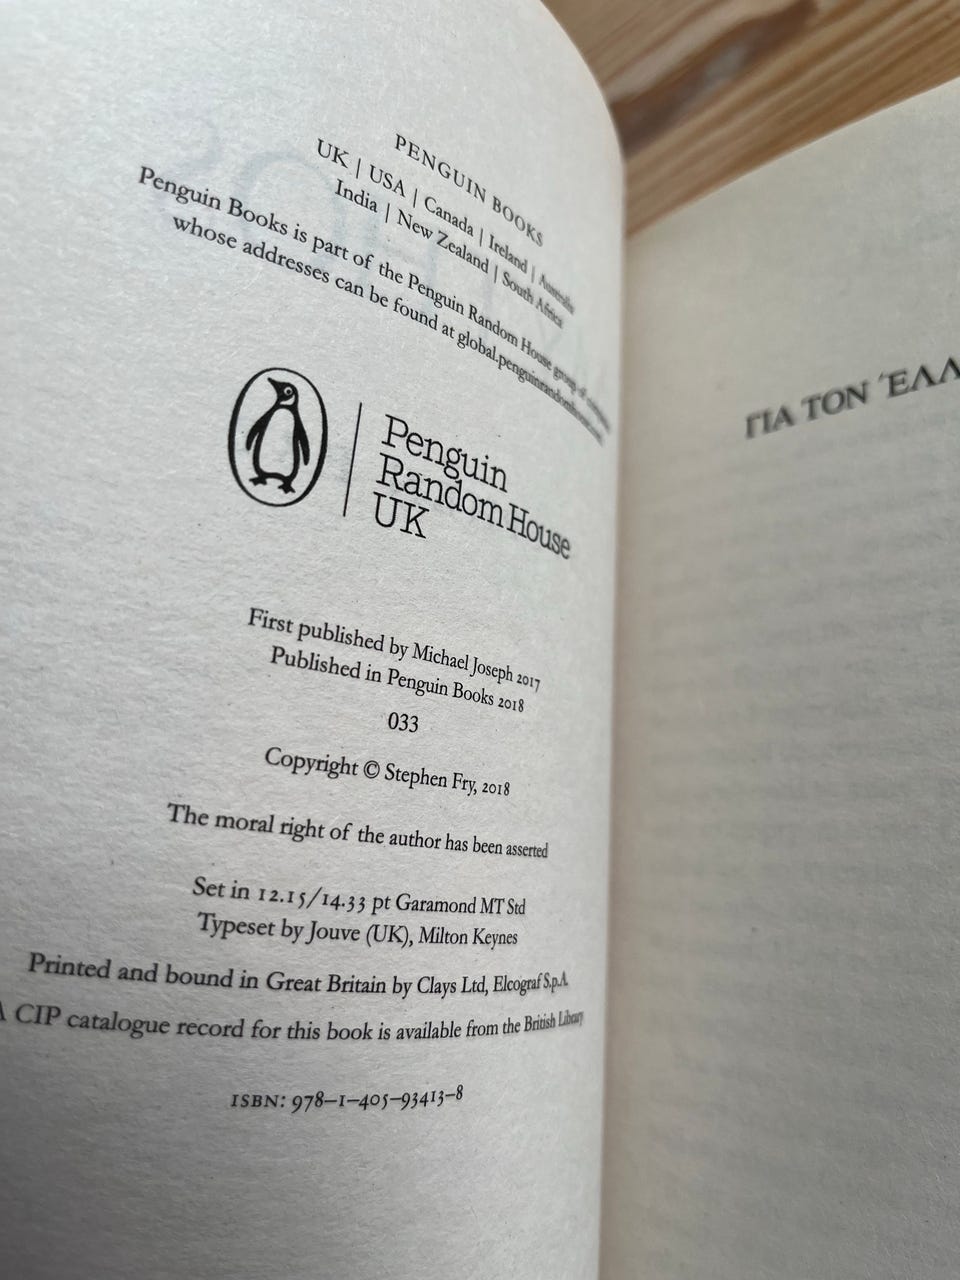 PENGUIN BOOKS
UK | USA | Canada | Ireland | Australia
India | New Zealand | South Africa
Penguin Books is part of the Penguin Random House group of companies
whose addresses can be found at global.penguinrandomhouse.com.
Penguin
Random House
UK
First published by Michael Joseph 2017
Published in Penguin Books 2018
033
Copyright © Stephen Fry, 2018
The moral right of the author has been asserted
Set in 12.15/14.33 pt Garamond MT Std
Typeset by Jouve (UK), Milton Keynes
Printed and bound in Great Britain by Clays Ltd, Elcograf S.p.A.
A CIP catalogue record for this book is available from the British Library
ISBN: 978–1–405–93413–8
ΓΙΑ ΤΟΝ ΈΛΛ